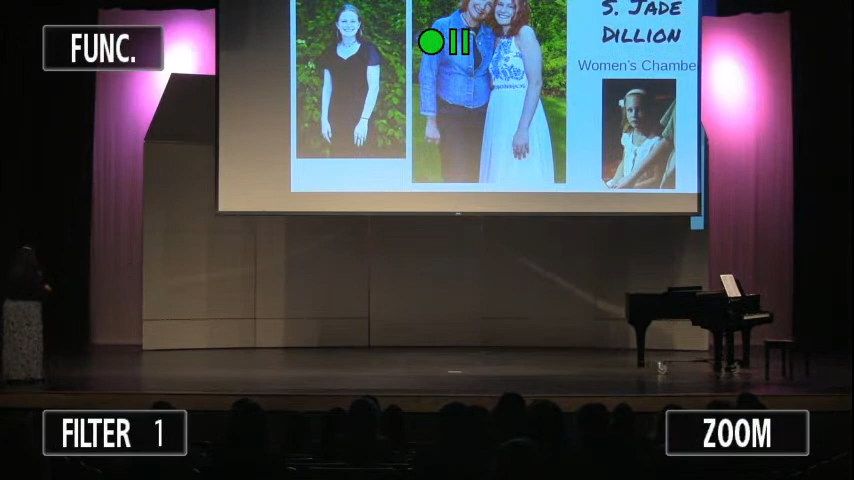 S. JADE
DILLION
FUNC.
Women's Chambe
FILTER 1
ZOOM